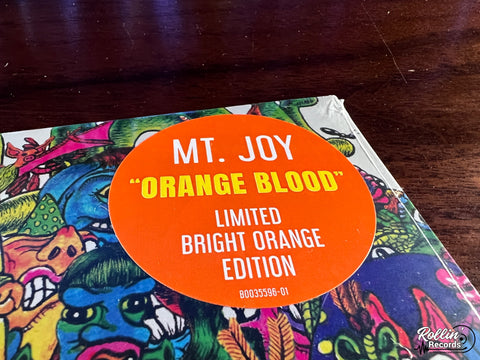 MT. JOY
"ORANGE BLOOD"
LIMITED
BRIGHT ORANGE
EDITION
B0035596-01
Rollin
Records